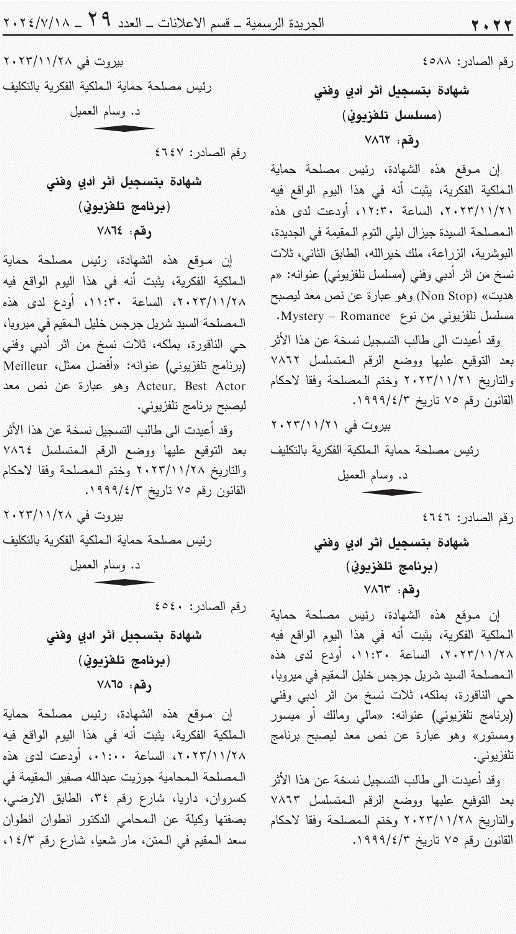 ٢٠٢٢
الجريدة الرسمية – قسم الاعلانات – العدد ٢٩ – ٢٠٢٤/٧/١٨
رقم الصادر: ٤٥٨٨
شهادة بتسجيل أثر أدبي وفني
(مسلسل تلفزيوني)
رقم: ٧٨٦٢
إن موقع هذه الشهادة، رئيس مصلحة حماية
الملكية الفكرية، يثبت أنه في هذا اليوم الواقع فيه
٢٠٢٣/١١/٢١، الساعة ١٢:٣٠، أودعت لدى هذه
المصلحة السيدة جيزال ايلي التوم المقيمة في الجديدة،
البوشرية، الزراعة، ملك خيرالله، الطابق الثاني، ثلاث
نسخ من اثر أدبي وفني (مسلسل تلفزيوني) عنوانه: «م
هديت» (Non Stop) وهو عبارة عن نص معد ليصبح
مسلسل تلفزيوني من نوع Mystery – Romance.
وقد أعيدت الى طالب التسجيل نسخة عن هذا الأثر
بعد التوقيع عليها ووضع الرقم المتسلسل ٧٨٦٢
والتاريخ ٢٠٢٣/١١/٢١ وختم المصلحة وفقا لاحكام
القانون رقم ٧٥ تاريخ ١٩٩٩/٤/٣.
بيروت في ٢٠٢٣/١١/٢١
رئيس مصلحة حماية الملكية الفكرية بالتكليف
د. وسام العميل
رقم الصادر: ٤٦٤٦
شهادة بتسجيل أثر ادبي وفني
(برنامج تلفزيوني)
رقم: ٧٨٦٣
إن موقع هذه الشهادة، رئيس مصلحة حماية
الملكية الفكرية، يثبت أنه في هذا اليوم الواقع فيه
٢٠٢٣/١١/٢٨، الساعة ١١:٣٠، أودع لدى هذه
المصلحة السيد شربل جرجس خليل المقيم في ميروبا،
حي الناقورة، بملكه، ثلاث نسخ من اثر ادبي وفني
(برنامج تلفزيوني) عنوانه: «مالي ومالك أو ميسور
ومستور» وهو عبارة عن نص معد ليصبح برنامج
تلفزيوني.
وقد أعيدت الى طالب التسجيل نسخة عن هذا الأثر
بعد التوقيع عليها ووضع الرقم المتسلسل ٧٨٦٣
والتاريخ ٢٠٢٣/١١/٢٨ وختم المصلحة وفقا لاحكام
القانون رقم ٧٥ تاريخ ١٩٩٩/٤/٣.
بيروت في ٢٠٢٣/١١/٢٨
رئيس مصلحة حماية الملكية الفكرية بالتكليف
د. وسام العميل
رقم الصادر: ٤٦٤٧
شهادة بتسجيل أثر أدبي وفني
(برنامج تلفزيوني)
رقم: ٧٨٦٤
إن موقع هذه الشهادة، رئيس مصلحة حماية
الملكية الفكرية، يثبت أنه في هذا اليوم الواقع فيه
٢٠٢٣/١١/٢٨، الساعة ١١:٣٠، أودع لدى هذه
المصلحة السيد شربل جرجس خليل المقيم في ميروبا،
حي الناقورة، بملكه، ثلاث نسخ من اثر أدبي وفني
(برنامج تلفزيوني) عنوانه: «أفضل ممثل، Meilleur
Acteur, Best Actor وهو عبارة عن نص معد
ليصبح برنامج تلفزيوني.
وقد أعيدت الى طالب التسجيل نسخة عن هذا الأثر
بعد التوقيع عليها ووضع الرقم المتسلسل ٧٨٦٤
والتاريخ ٢٠٢٣/١١/٢٨ وختم المصلحة وفقا لاحكام
القانون رقم ٧٥ تاريخ ١٩٩٩/٤/٣.
بيروت في ٢٠٢٣/١١/٢٨
رئيس مصلحة حماية الملكية الفكرية بالتكليف
د. وسام العميل
رقم الصادر: ٤٥٤٠
شهادة بتسجيل أثر ادبي وفني
(برنامج تلفزيوني)
رقم: ٧٨٦٥
إن موقع هذه الشهادة، رئيس مصلحة حماية
الملكية الفكرية، يثبت أنه في هذا اليوم الواقع فيه
٢٠٢٣/١١/٢٨، الساعة ٠١:٠٠، أودعت لدى هذه
المصلحة المحامية جوزيت عبدالله صفير المقيمة في
كسروان، داريا، شارع رقم ٣٤، الطابق الارضي،
بصفتها وكيلة عن المحامي الدكتور انطوان انطوان
سعد المقيم في المتن، مار شعيا، شارع رقم ١٤/٣،